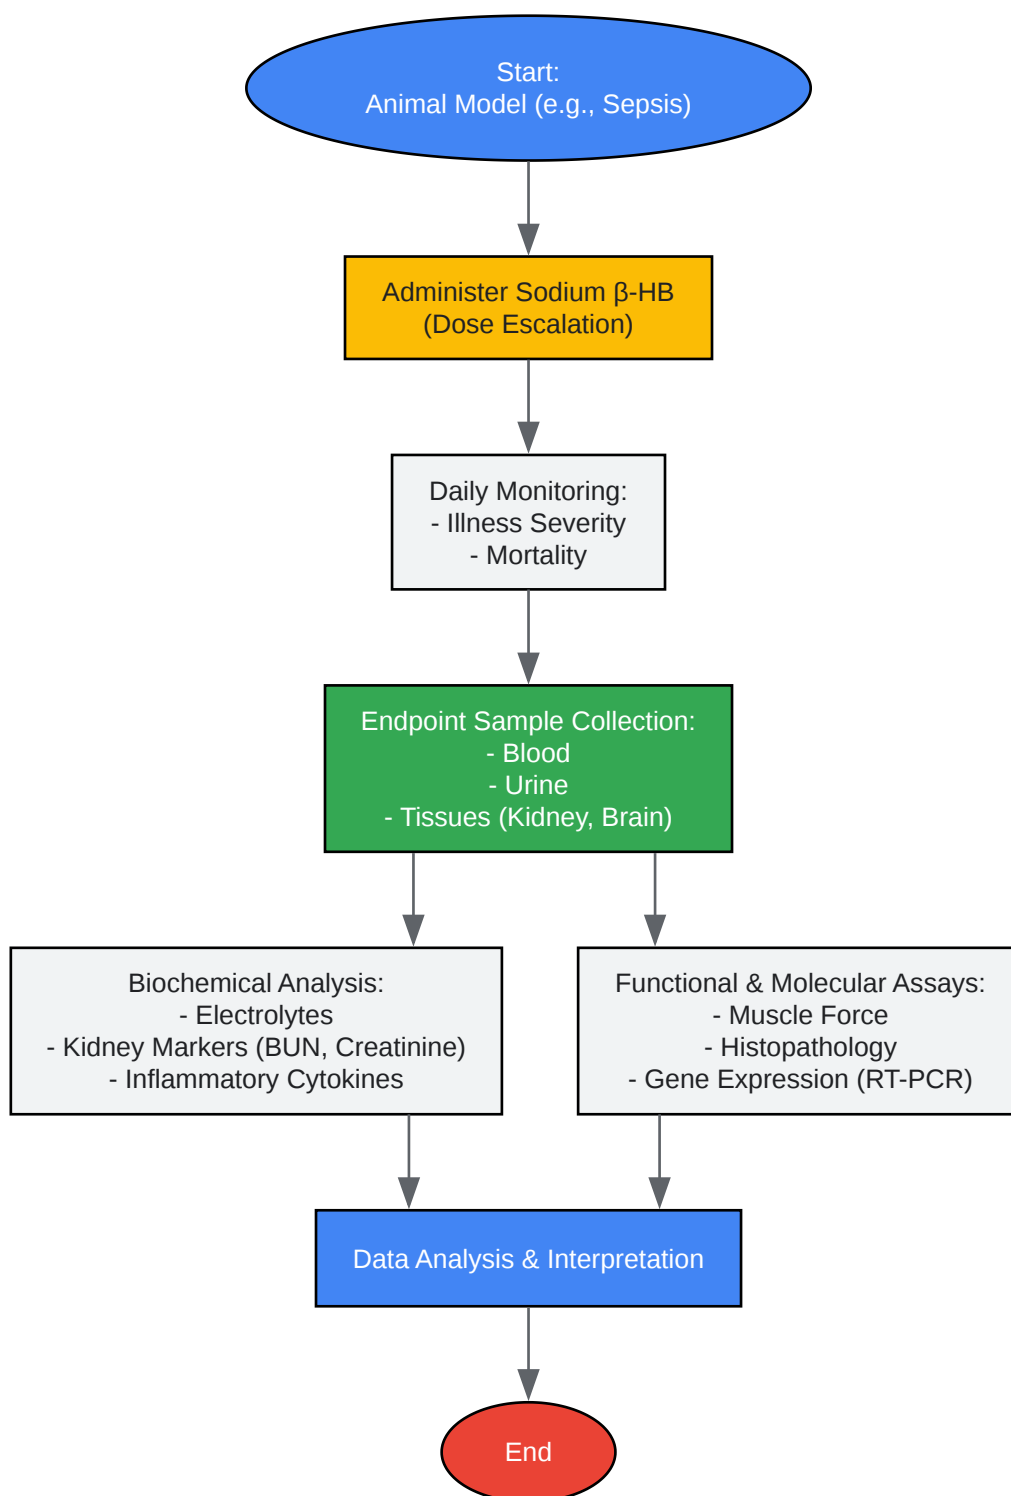 Start:
Animal Model (e.g., Sepsis)
Administer Sodium β-HB
(Dose Escalation)
Daily Monitoring:
- Illness Severity
- Mortality
Endpoint Sample Collection:
- Blood
- Urine
- Tissues (Kidney, Brain)
Biochemical Analysis:
- Electrolytes
- Kidney Markers (BUN, Creatinine)
- Inflammatory Cytokines
Functional & Molecular Assays:
- Muscle Force
- Histopathology
- Gene Expression (RT-PCR)
Data Analysis & Interpretation
End